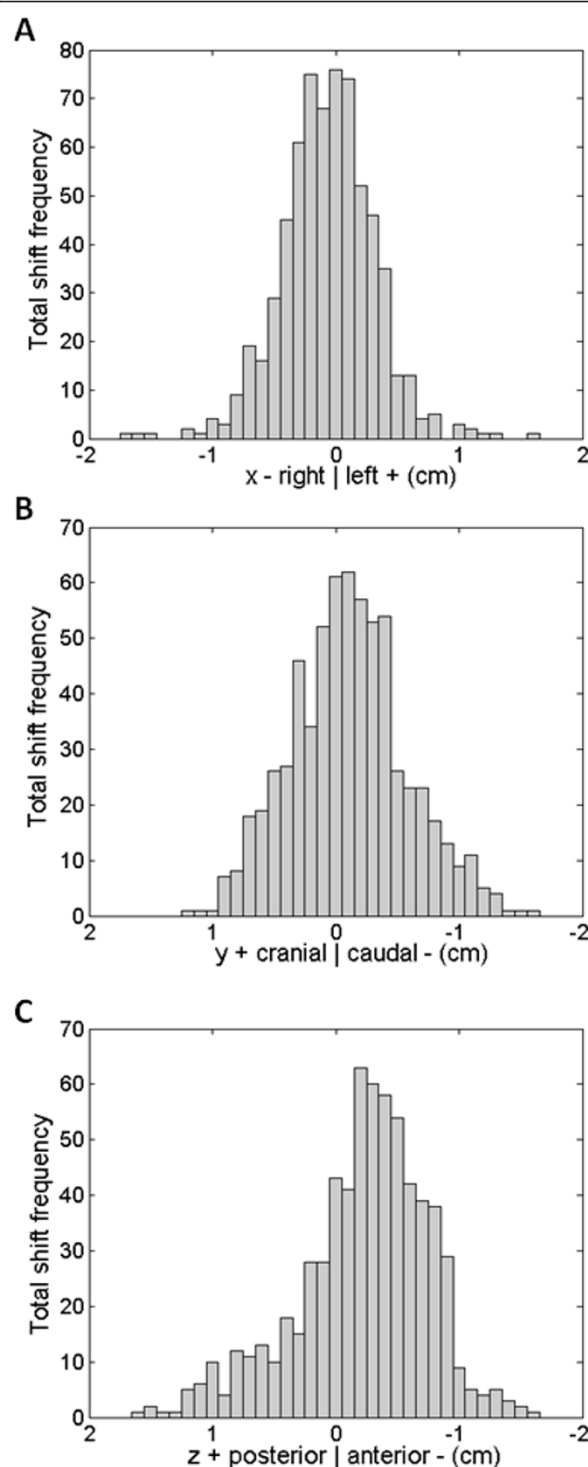 A
80
70
60
50
40
30
20
10
0
Total shift frequency
-2 -1 0 1 2
x - right | left + (cm)
B
70
60
50
40
30
20
10
0
Total shift frequency
2 1 0 -1 -2
y + cranial | caudal - (cm)
C
70
60
50
40
30
20
10
0
Total shift frequency
2 1 0 -1 -2
z + posterior | anterior - (cm)